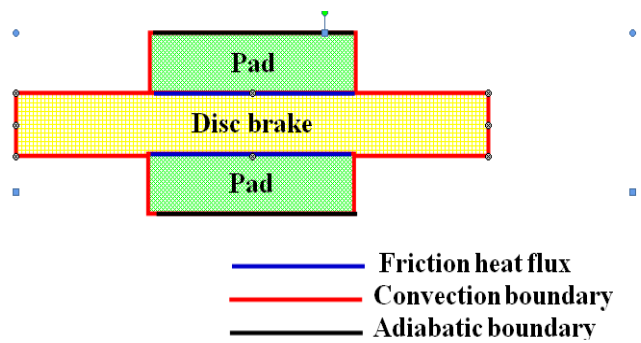 Pad
Disc brake
Pad
Friction heat flux
Convection boundary
Adiabatic boundary